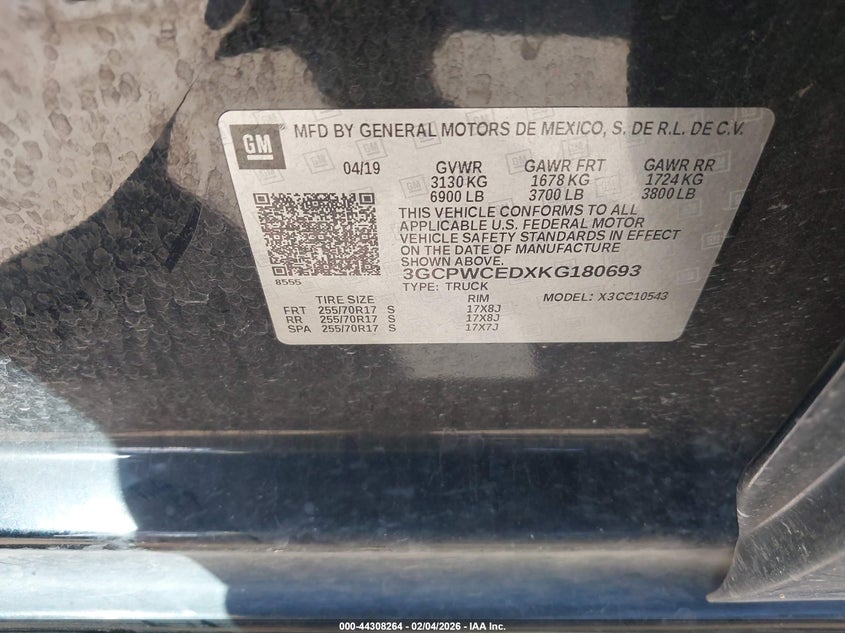 GM MFD BY GENERAL MOTORS DE MEXICO, S. DE R.L. DE C.V.
04/19 GVWR GAWR FRT GAWR RR
3130 KG 1678 KG 1724 KG
6900 LB 3700 LB 3800 LB
THIS VEHICLE CONFORMS TO ALL
APPLICABLE U.S. FEDERAL MOTOR
VEHICLE SAFETY STANDARDS IN EFFECT
ON THE DATE OF MANUFACTURE
SHOWN ABOVE.
3GCPWCEDXKG180693
8555 TYPE: TRUCK MODEL: X3CC10543
TIRE SIZE RIM
FRT 255/70R17 S 17X8J
RR 255/70R17 S 17X8J
SPA 255/70R17 S 17X7J
000-44308264 - 02/04/2026 - IAA Inc.